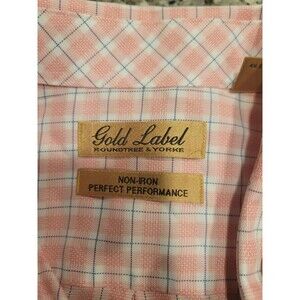 Gold Label
ROUNDTREE & YORKE
NON-IRON
PERFECT PERFORMANCE